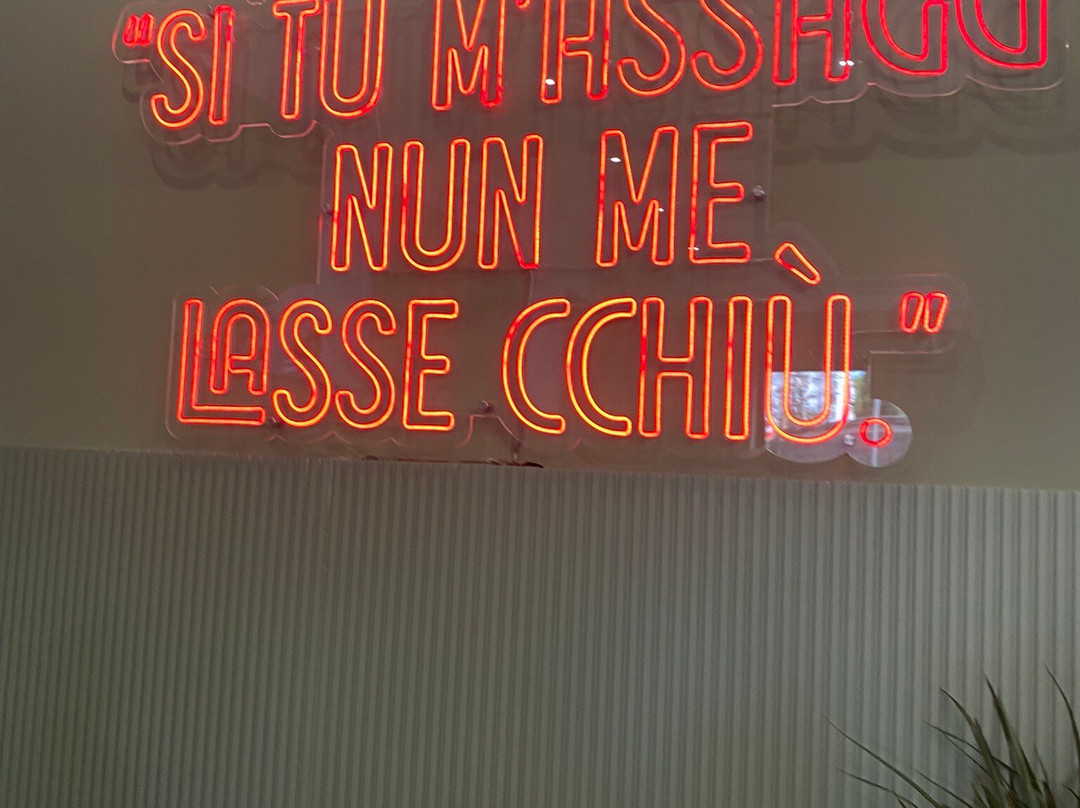 "SI TU M'ASSAGG
NUN ME
LASSE CCHIÙ."